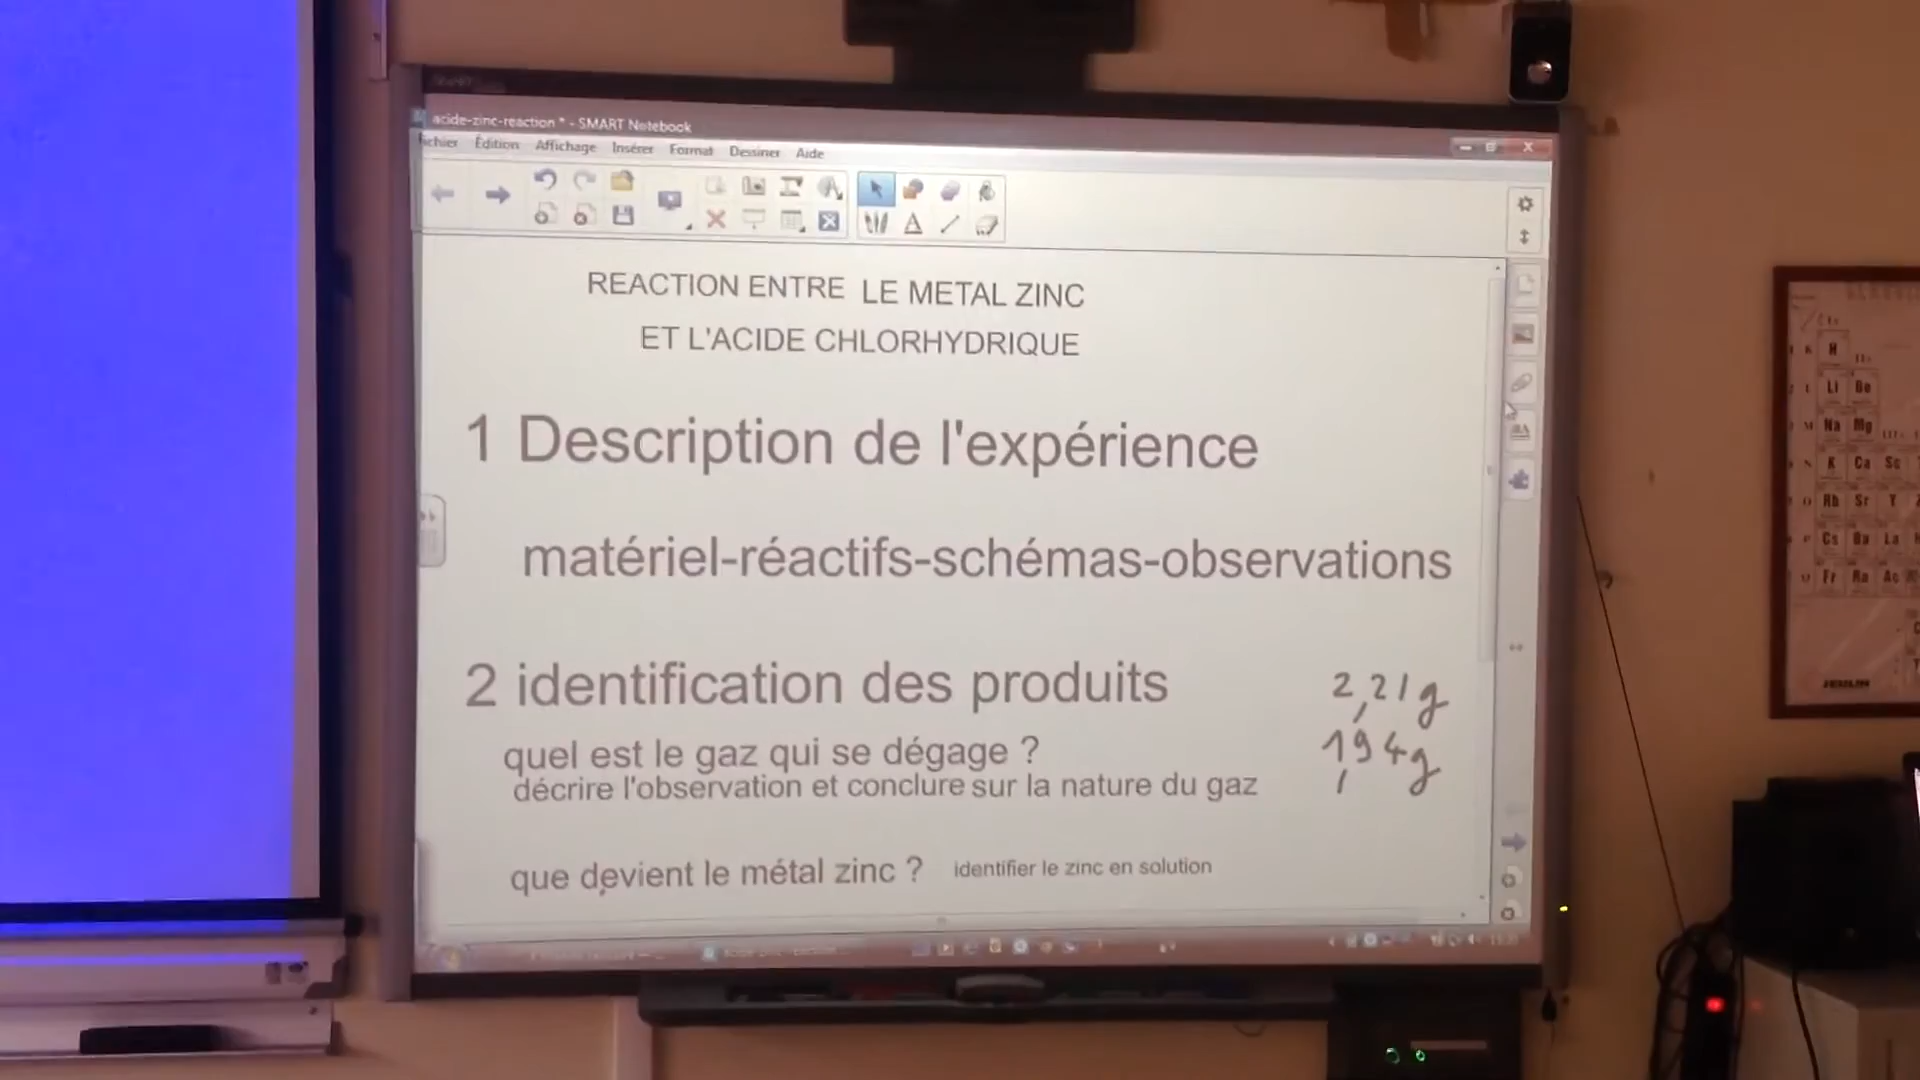 acide-zinc-reaction * - SMART Notebook
Fichier Édition Affichage Insérer Format Dessiner Aide
REACTION ENTRE LE METAL ZINC
ET L'ACIDE CHLORHYDRIQUE
1 Description de l'expérience
matériel-réactifs-schémas-observations
2 identification des produits
2,21g
quel est le gaz qui se dégage ?
1,94g
décrire l'observation et conclure sur la nature du gaz
que devient le métal zinc ? identifier le zinc en solution
H
Li Be
Na Mg
K Ca Sc
Rb Sr Y
Cs Ba La
Fr Ra Ac
JEULIN